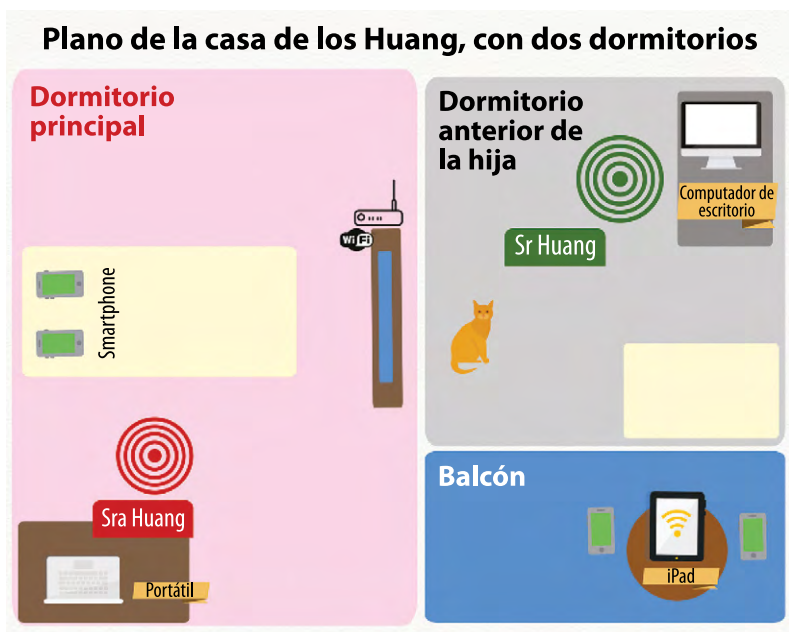 Plano de la casa de los Huang, con dos dormitorios
Dormitorio
principal
WiFi
Smartphone
Sra Huang
Portátil
Dormitorio
anterior de
la hija
Computador de
escritorio
Sr Huang
Balcón
iPad